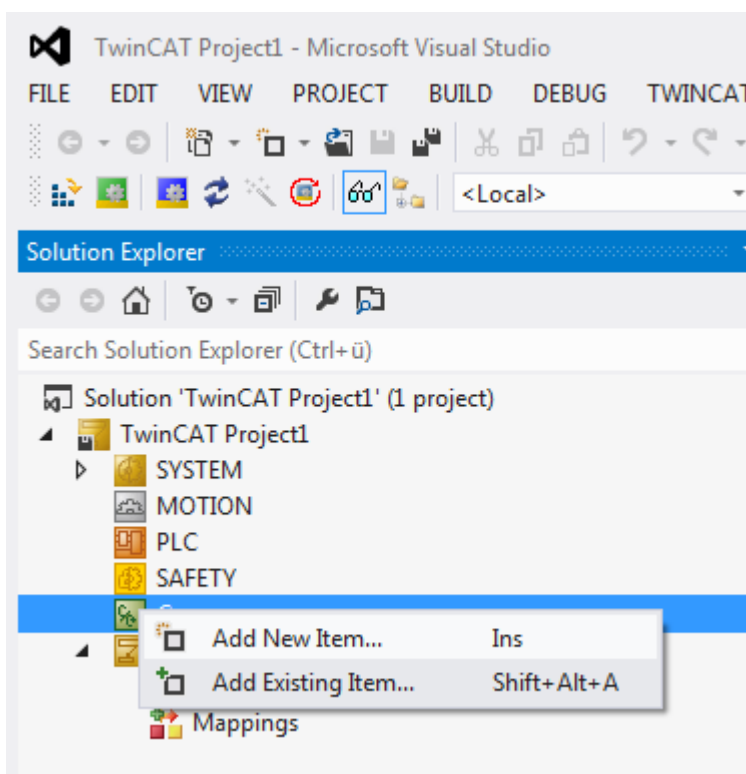 TwinCAT Project1 - Microsoft Visual Studio
FILE EDIT VIEW PROJECT BUILD DEBUG TWINCAT
<Local>
Solution Explorer
Search Solution Explorer (Ctrl+ü)
Solution 'TwinCAT Project1' (1 project)
TwinCAT Project1
SYSTEM
MOTION
PLC
SAFETY
Add New Item... Ins
Add Existing Item... Shift+Alt+A
Mappings